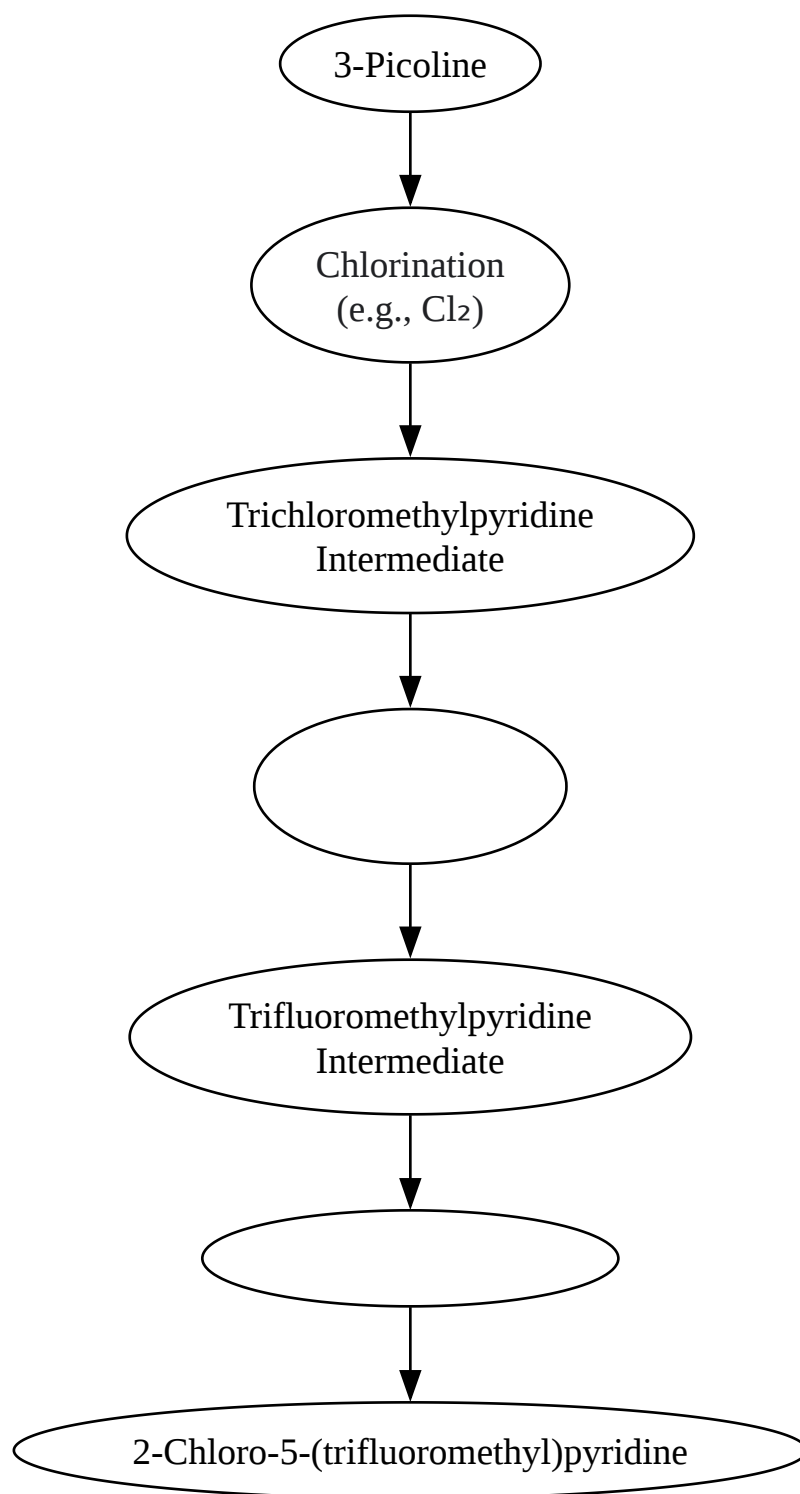 3-Picoline
Chlorination
(e.g., Cl₂)
Trichloromethylpyridine
Intermediate
Trifluoromethylpyridine
Intermediate
2-Chloro-5-(trifluoromethyl)pyridine